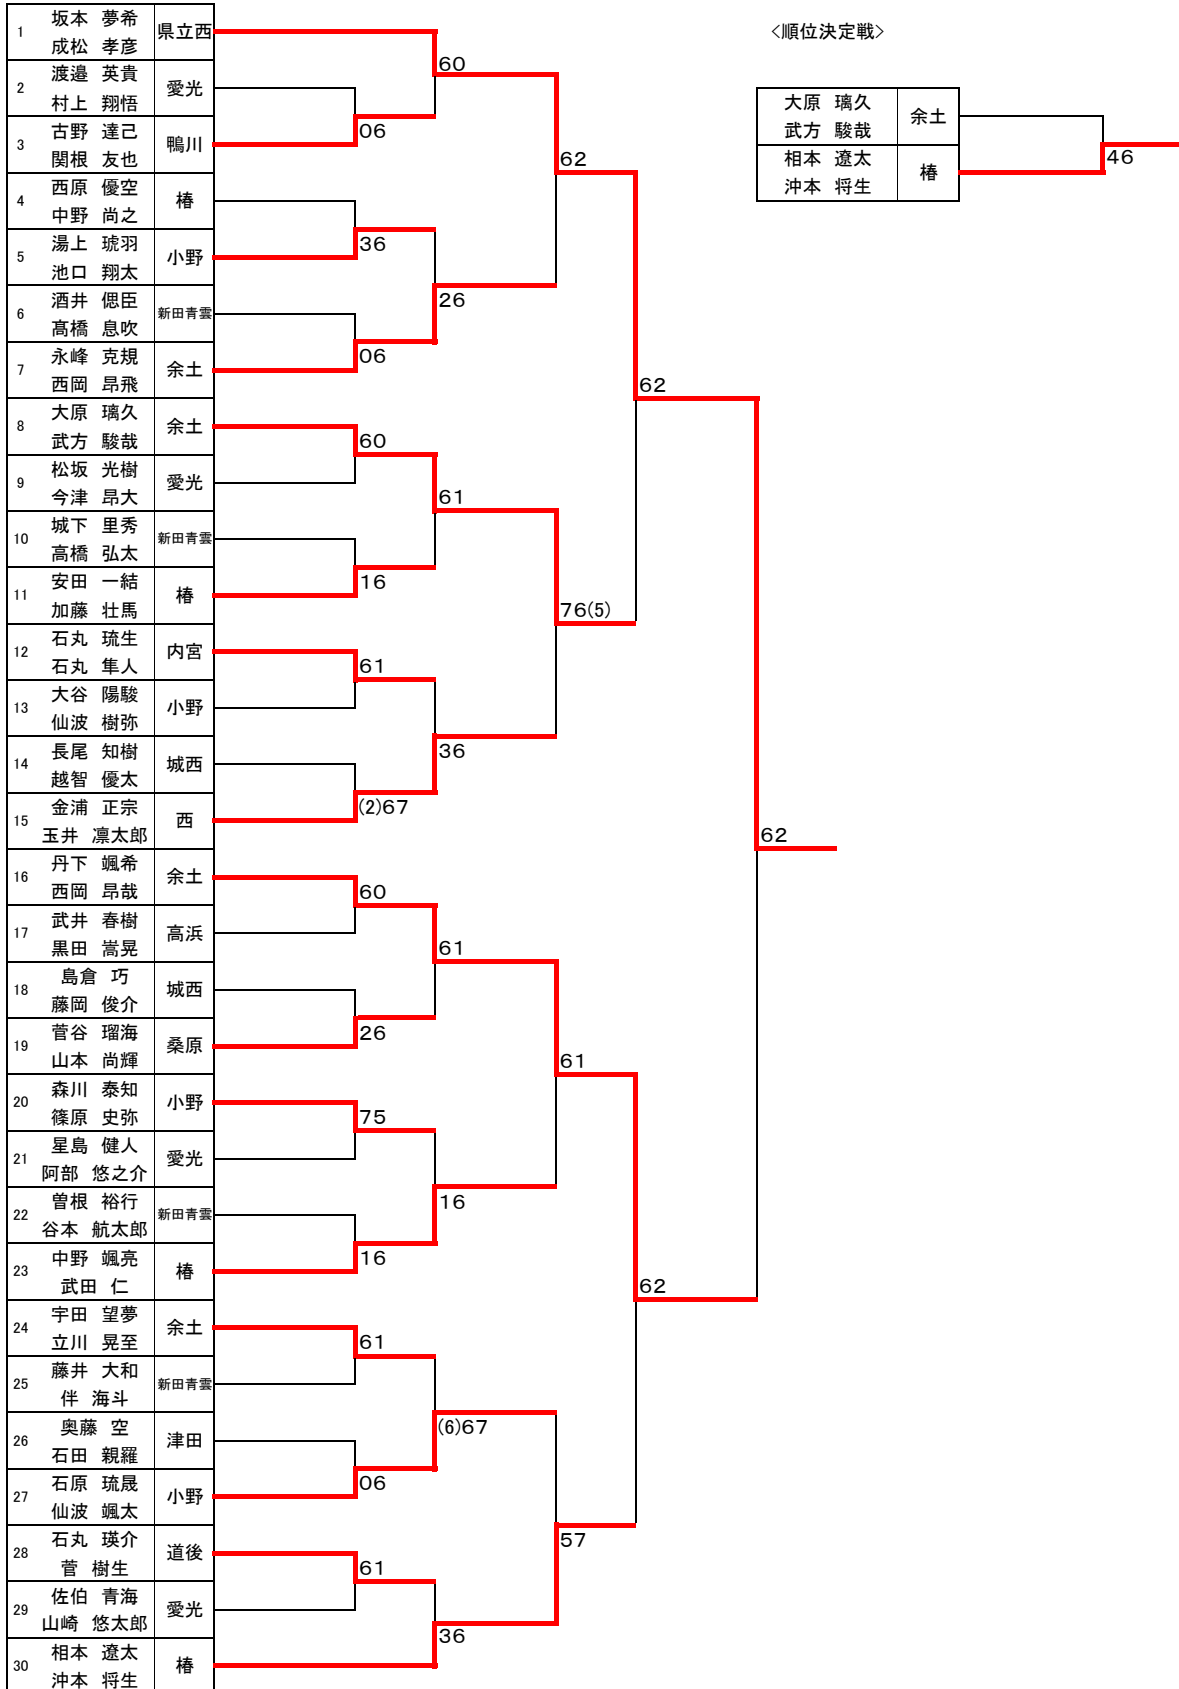 1 坂本 夢希 県立西
成松 孝彦
2 渡邉 英貴 愛光
村上 翔悟
3 古野 達己 鴨川
関根 友也
4 西原 優空 椿
中野 尚之
5 湯上 琥羽 小野
池口 翔太
6 酒井 偲臣 新田青雲
髙橋 息吹
7 永峰 克規 余土
西岡 昂飛
8 大原 璃久 余土
武方 駿哉
9 松坂 光樹 愛光
今津 昂大
10 城下 里秀 新田青雲
高橋 弘太
11 安田 一結 椿
加藤 壮馬
12 石丸 琉生 内宮
石丸 隼人
13 大谷 陽駿 小野
仙波 樹弥
14 長尾 知樹 城西
越智 優太
15 金浦 正宗 西
玉井 凛太郎
16 丹下 颯希 余土
西岡 昂哉
17 武井 春樹 高浜
黒田 嵩晃
18 島倉 巧 城西
藤岡 俊介
19 菅谷 瑠海 桑原
山本 尚輝
20 森川 泰知 小野
篠原 史弥
21 星島 健人 愛光
阿部 悠之介
22 曽根 裕行 新田青雲
谷本 航太郎
23 中野 颯亮 椿
武田 仁
24 宇田 望夢 余土
立川 晃至
25 藤井 大和 新田青雲
伴 海斗
26 奥藤 空 津田
石田 親羅
27 石原 琉晟 小野
仙波 颯太
28 石丸 瑛介 道後
菅 樹生
29 佐伯 青海 愛光
山崎 悠太郎
30 相本 遼太 椿
沖本 将生
06
36
06
60
16
61
(2)67
60
26
75
16
61
06
61
60
26
61
36
61
16
(6)67
36
62
76(5)
61
57
62
62
62
<順位決定戦>
大原 璃久 余土
武方 駿哉
相本 遼太 椿
沖本 将生
46